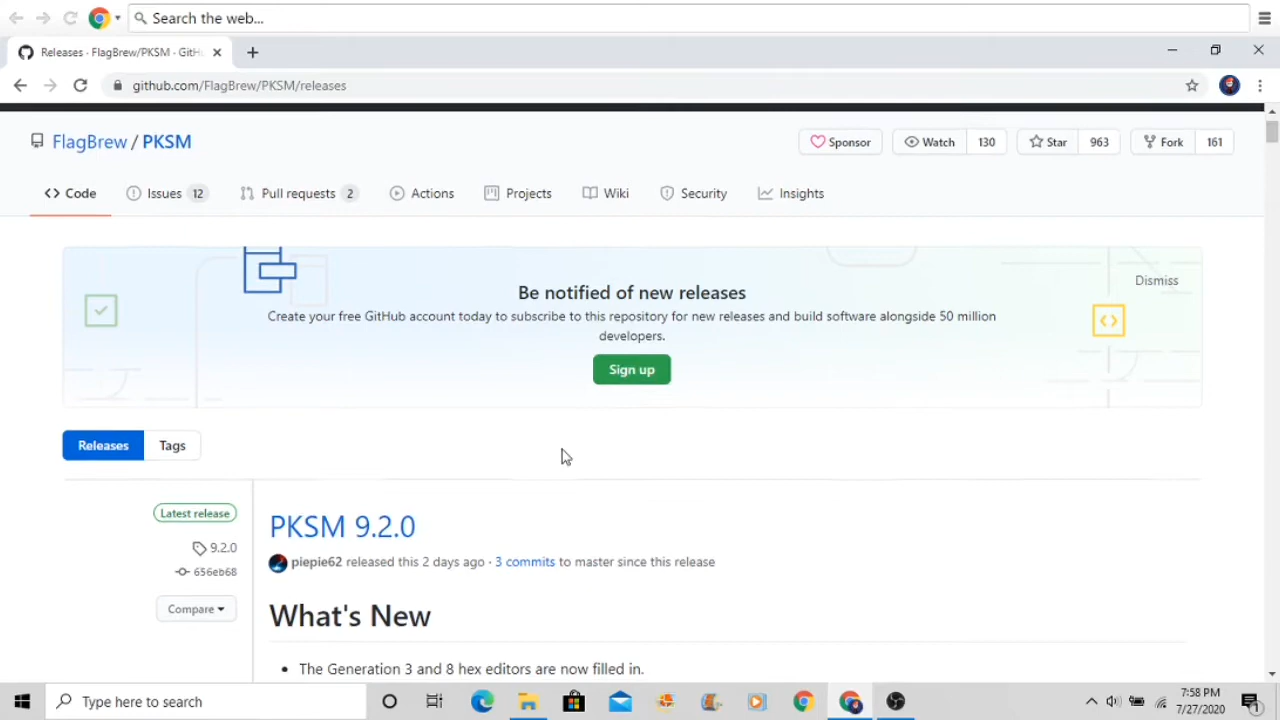 Search the web...
Releases · FlagBrew/PKSM · GitH
github.com/FlagBrew/PKSM/releases
FlagBrew / PKSM
Sponsor
Watch 130
Star 963
Fork 161
Code
Issues 12
Pull requests 2
Actions
Projects
Wiki
Security
Insights
Dismiss
Be notified of new releases
Create your free GitHub account today to subscribe to this repository for new releases and build software alongside 50 million
developers.
Sign up
Releases
Tags
Latest release
9.2.0
656eb68
Compare
PKSM 9.2.0
piepie62 released this 2 days ago · 3 commits to master since this release
What's New
• The Generation 3 and 8 hex editors are now filled in.
Type here to search
7:58 PM
7/27/2020
1